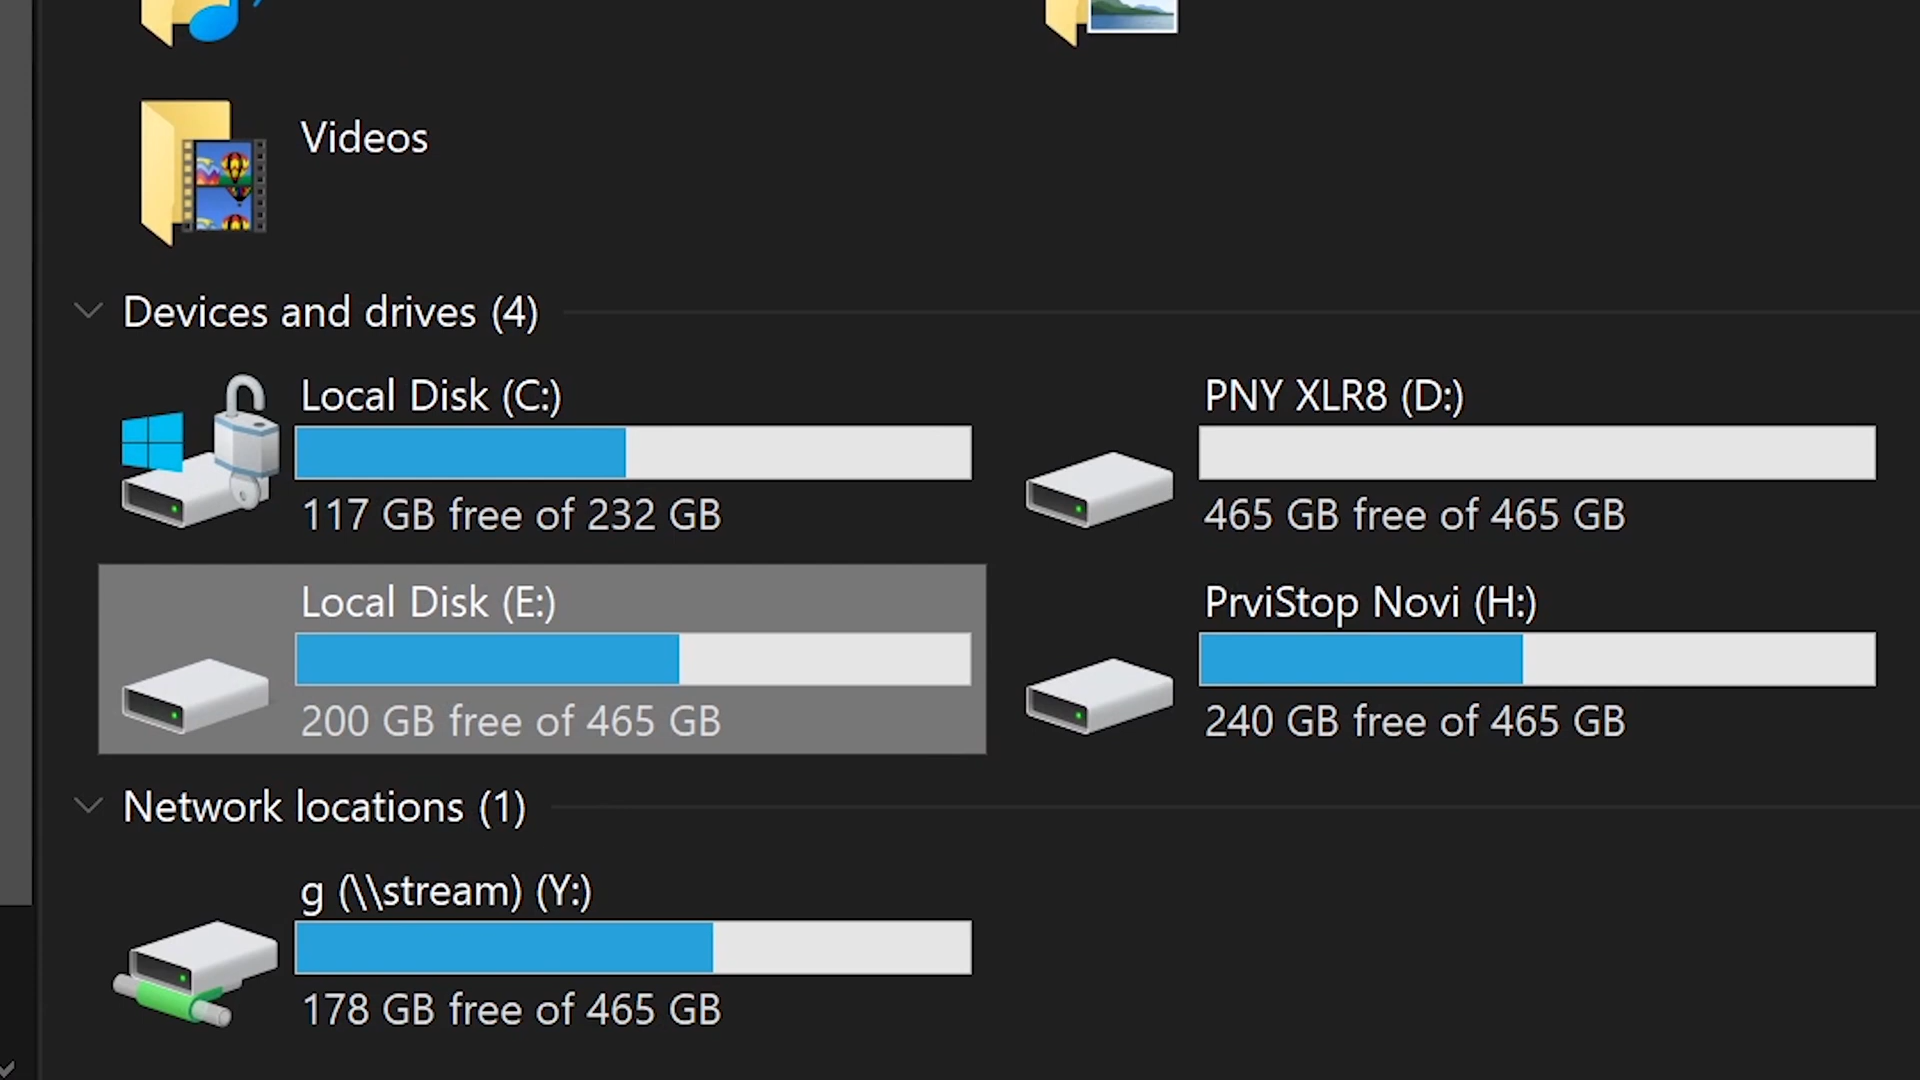 Videos
Devices and drives (4)
Local Disk (C:)
117 GB free of 232 GB
PNY XLR8 (D:)
465 GB free of 465 GB
Local Disk (E:)
200 GB free of 465 GB
PrviStop Novi (H:)
240 GB free of 465 GB
Network locations (1)
g (\\stream) (Y:)
178 GB free of 465 GB